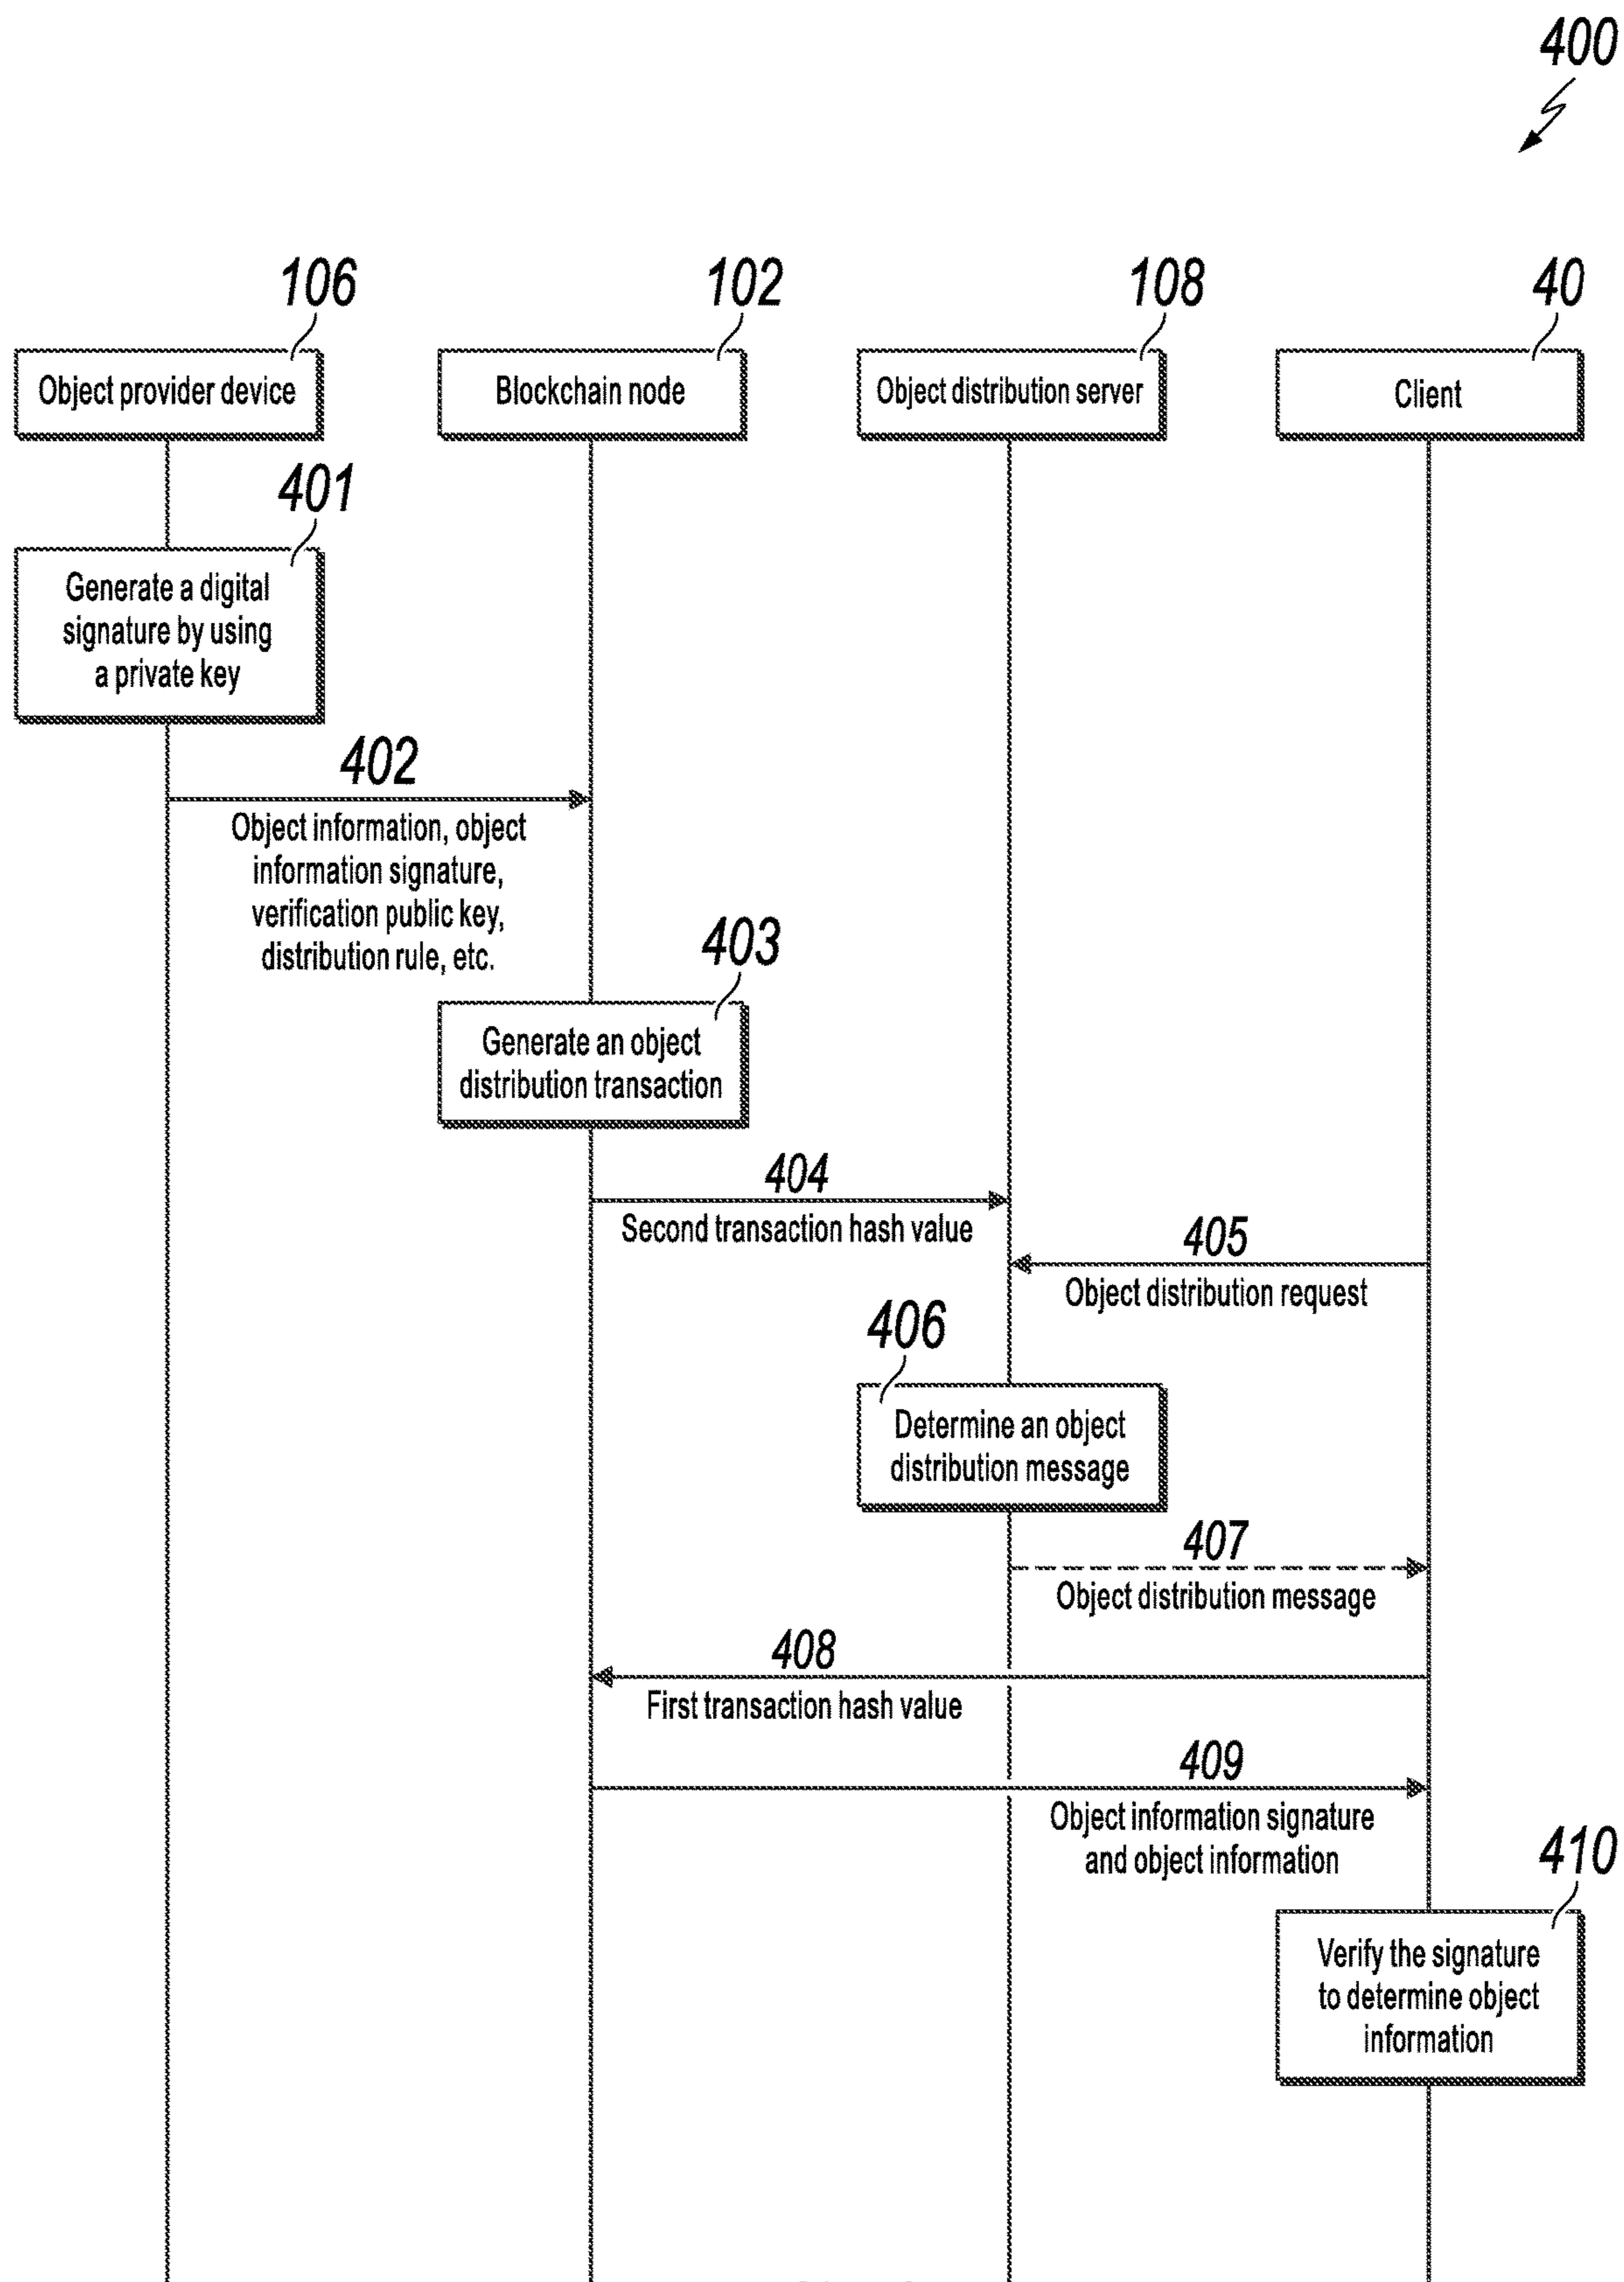 400
106
102
108
40
Object provider device
Blockchain node
Object distribution server
Client
401
Generate a digital
signature by using
a private key
402
Object information, object
information signature,
verification public key,
distribution rule, etc.
403
Generate an object
distribution transaction
404
Second transaction hash value
405
Object distribution request
406
Determine an object
distribution message
407
Object distribution message
408
First transaction hash value
409
Object information signature
and object information
410
Verify the signature
to determine object
information